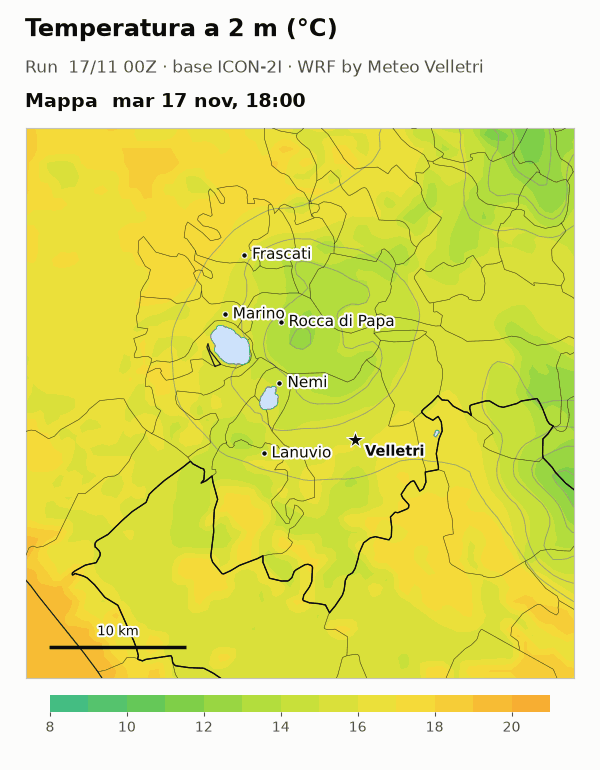 Temperatura a 2 m (°C)
Run  17/11 00Z · base ICON-2I · WRF by Meteo Velletri
Mappa  mar 17 nov, 18:00
Frascati
Marino
Rocca di Papa
Nemi
Velletri
Lanuvio
10 km
8 10 12 14 16 18 20